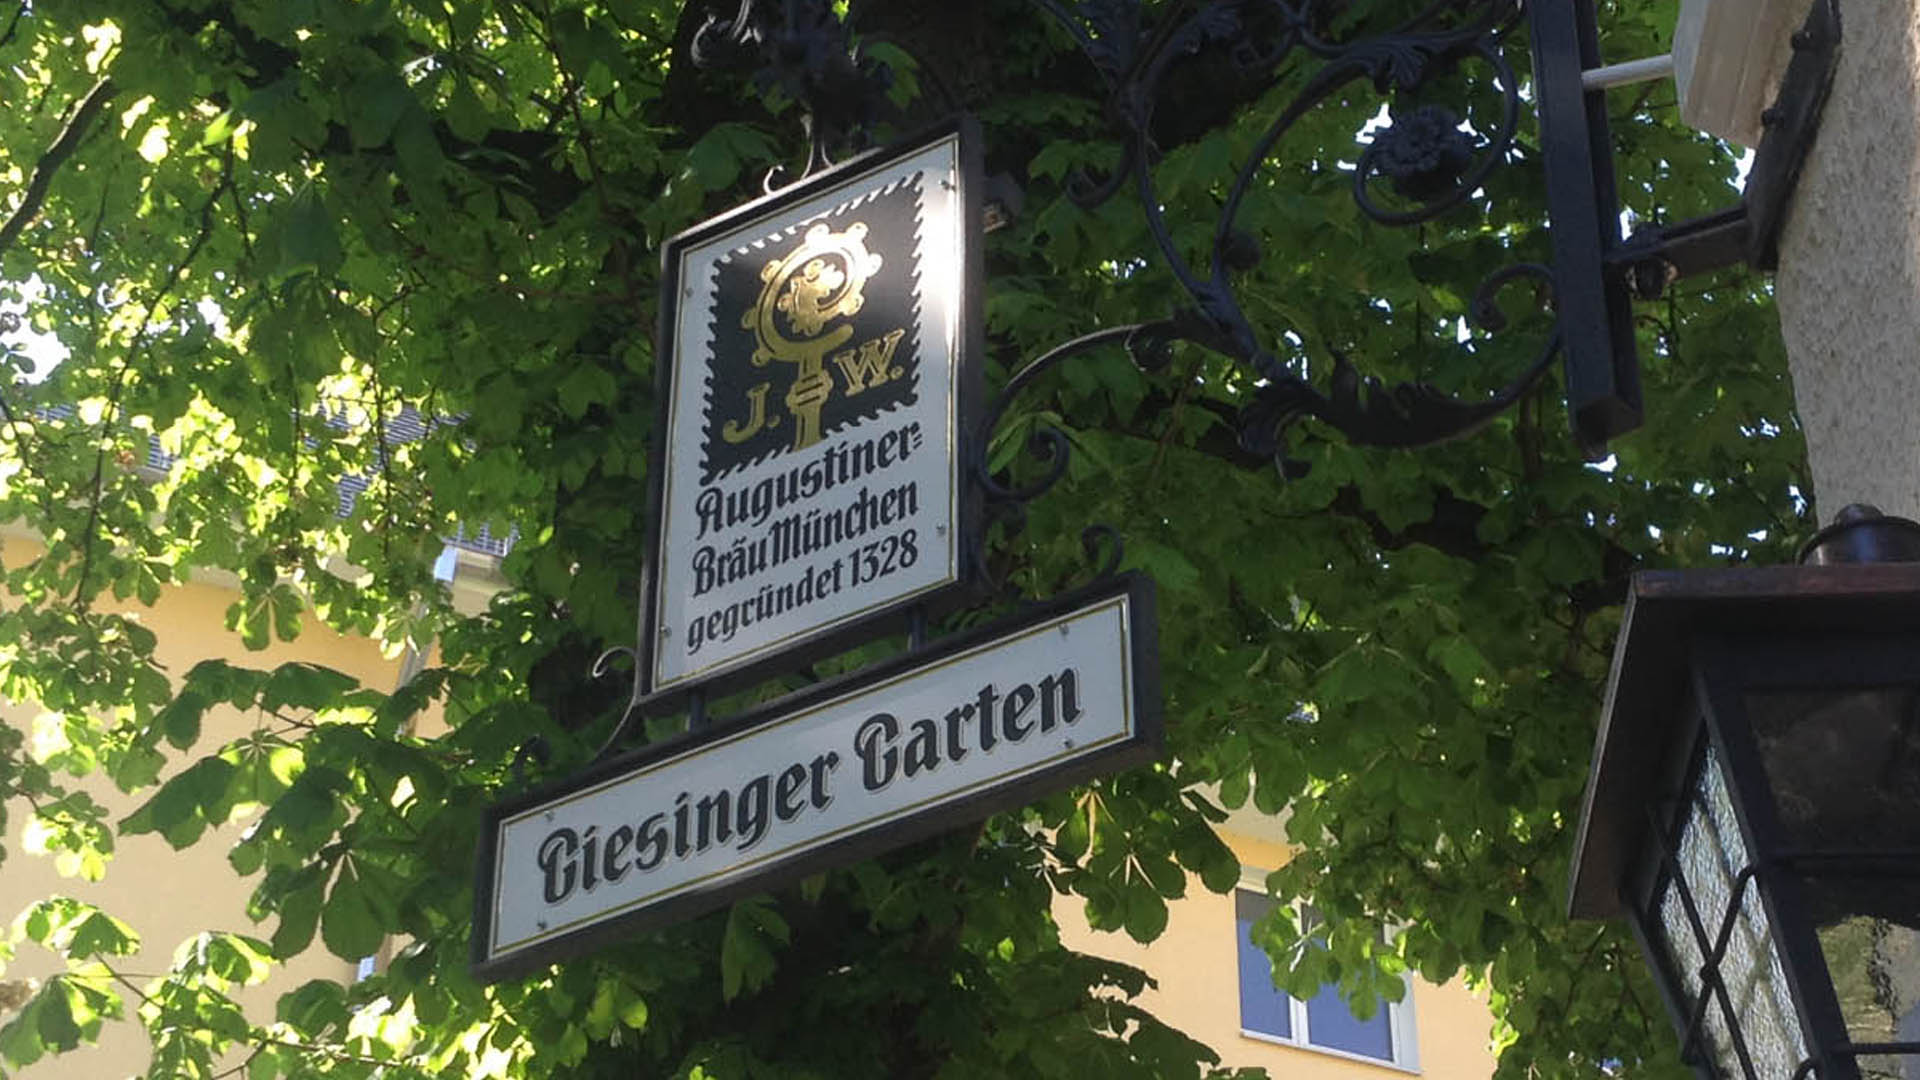 J. W.
Augustiner=
Bräu München
gegründet 1328
Giesinger Garten